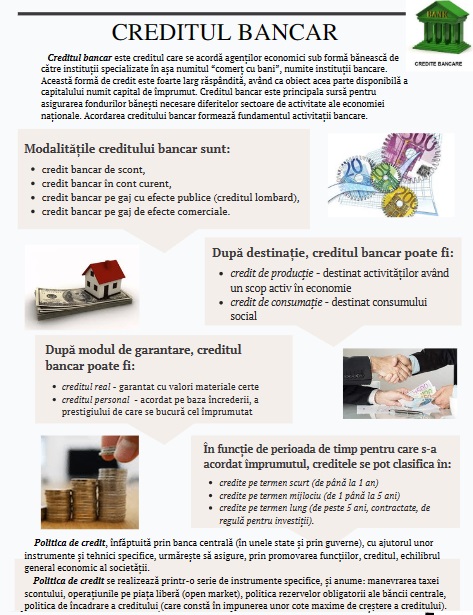 CREDITUL BANCAR
BANK
CREDITE BANCARE
Creditul bancar este creditul care se acordă agenților economici sub formă bănească de
către instituții specializate în așa numitul "comerț cu bani", numite instituții bancare.
Această formă de credit este foarte larg răspândită, având ca obiect acea parte disponibilă a
capitalului numit capital de împrumut. Creditul bancar este principala sursă pentru
asigurarea fondurilor bănești necesare diferitelor sectoare de activitate ale economiei
naționale. Acordarea creditului bancar formează fundamentul activității bancare.
Modalitățile creditului bancar sunt:
• credit bancar de scont,
• credit bancar în cont curent,
• credit bancar pe gaj cu efecte publice (creditul lombard),
• credit bancar pe gaj de efecte comerciale.
După destinație, creditul bancar poate fi:
• credit de producție - destinat activităților având
un scop activ în economie
• credit de consumație - destinat consumului
social
După modul de garantare, creditul
bancar poate fi:
• creditul real - garantat cu valori materiale certe
• creditul personal - acordat pe baza încrederii, a
prestigiului de care se bucură cel împrumutat
În funcție de perioada de timp pentru care s-a
acordat împrumutul, creditele se pot clasifica în:
• credite pe termen scurt (de până la 1 an)
• credite pe termen mijlociu (de 1 până la 5 ani)
• credite pe termen lung (de peste 5 ani, contractate, de
regulă pentru investiții).
Politica de credit, înfăptuită prin banca centrală (în unele state și prin guverne), cu ajutorul unor
instrumente și tehnici specifice, urmărește să asigure, prin promovarea funcțiilor, creditul, echilibrul
general economic al societății.
Politica de credit se realizează printr-o serie de instrumente specifice, și anume: manevrarea taxei
scontului, operațiunile pe piața liberă (open market), politica rezervelor obligatorii ale băncii centrale,
politica de încadrare a creditului (care constă în impunerea unor cote maxime de creștere a creditului).